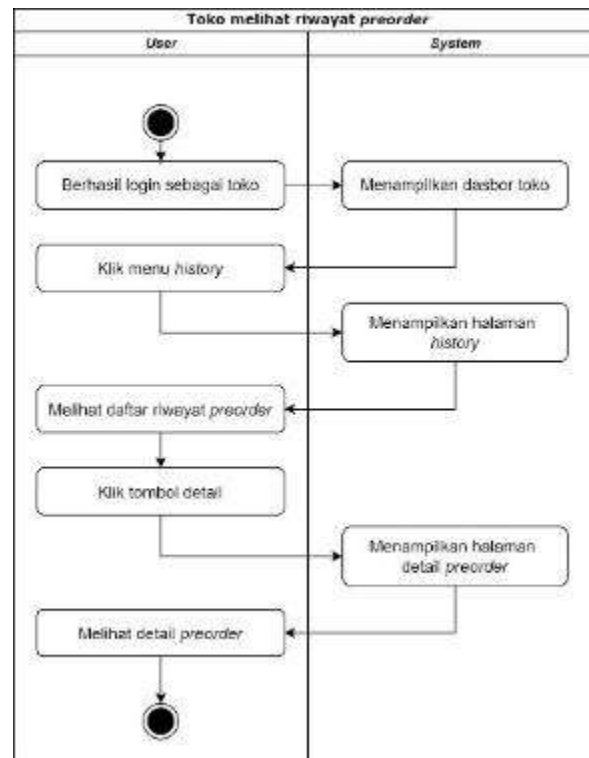 Toko melihat riwayat preorder
User
System
Berhasil login sebagai toko
Menampilkan dasbor toko
Klik menu history
Menampilkan halaman
history
Melihat daftar riwayat preorder
Klik tombol detail
Menampilkan halaman
detail preorder
Melihat detail preorder